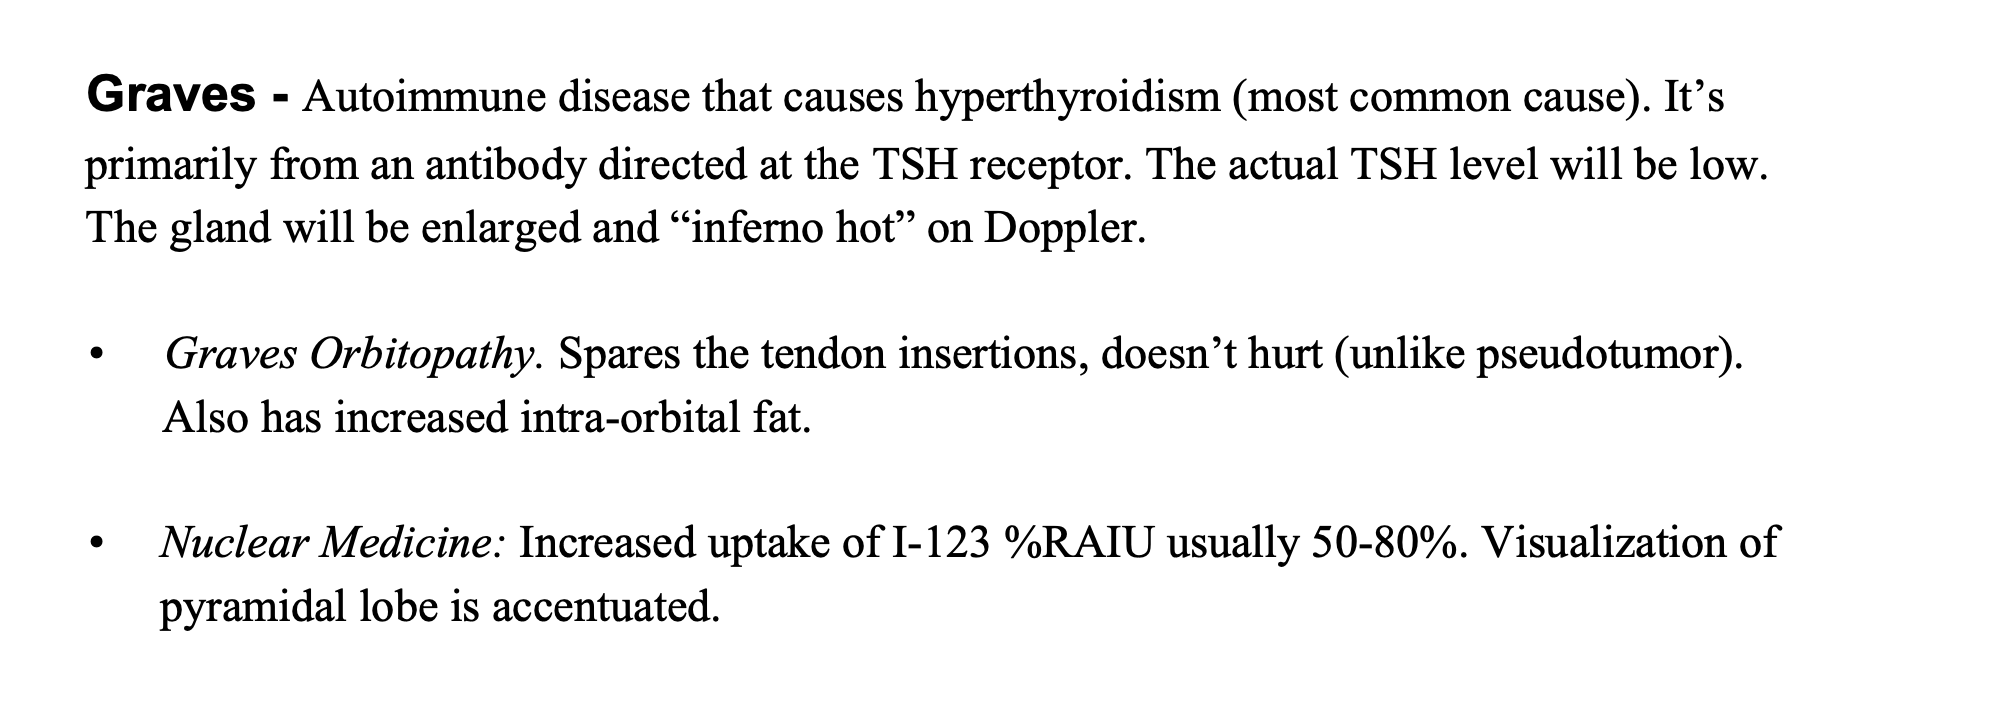 Graves - Autoimmune disease that causes hyperthyroidism (most common cause). It’s
primarily from an antibody directed at the TSH receptor. The actual TSH level will be low.
The gland will be enlarged and “inferno hot” on Doppler.
• Graves Orbitopathy. Spares the tendon insertions, doesn’t hurt (unlike pseudotumor).
Also has increased intra-orbital fat.
• Nuclear Medicine: Increased uptake of I-123 %RAIU usually 50-80%. Visualization of
pyramidal lobe is accentuated.